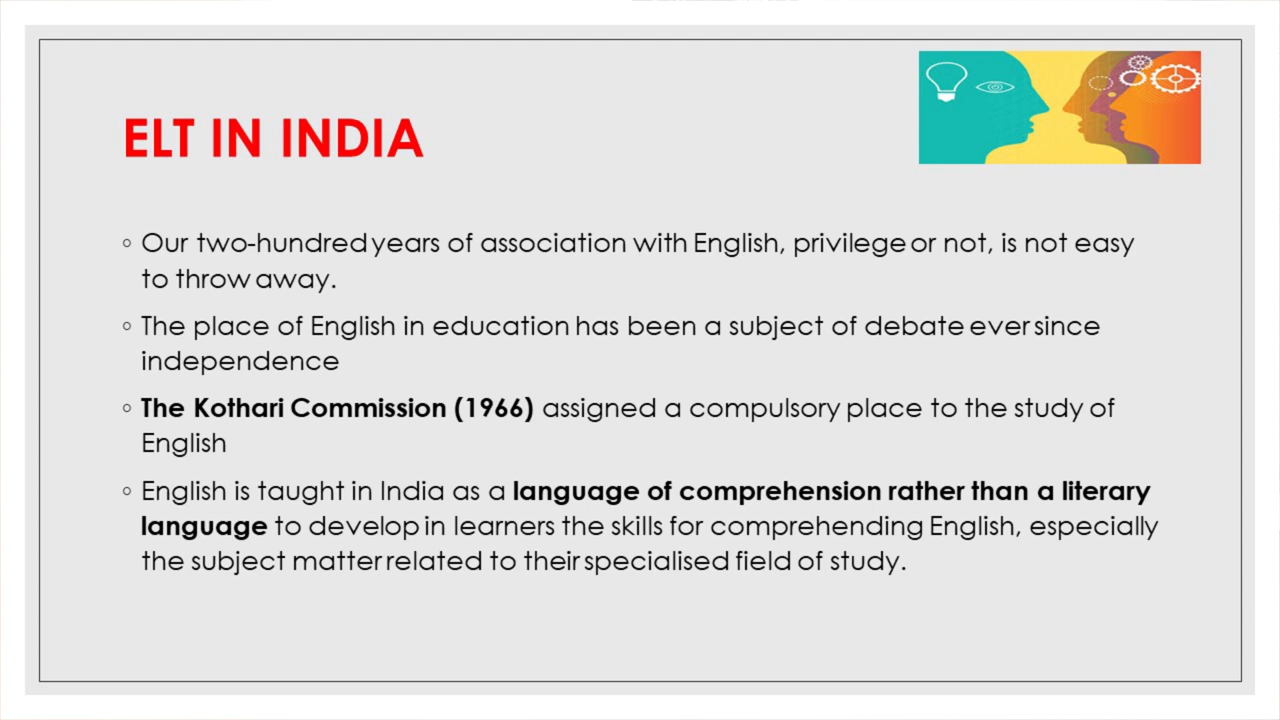 ELT IN INDIA
◦ Our two-hundred years of association with English, privilege or not, is not easy
to throw away.
◦ The place of English in education has been a subject of debate ever since
independence
◦ The Kothari Commission (1966) assigned a compulsory place to the study of
English
◦ English is taught in India as a language of comprehension rather than a literary
language to develop in learners the skills for comprehending English, especially
the subject matter related to their specialised field of study.